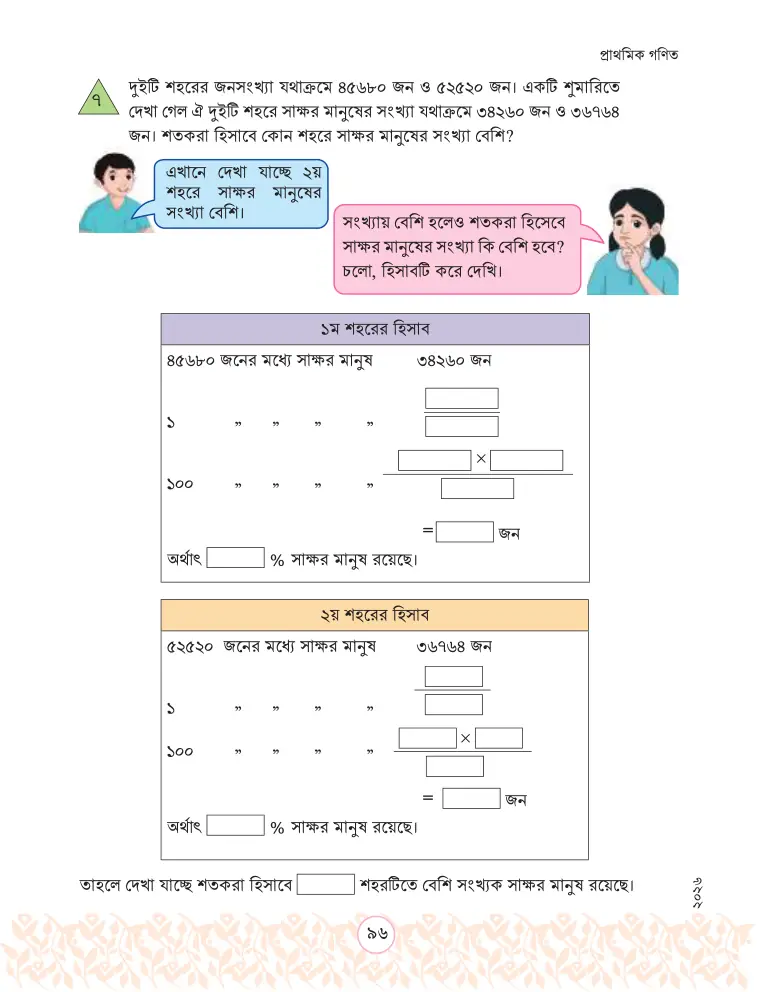 প্রাথমিক গণিত
৭
দুইটি শহরের জনসংখ্যা যথাক্রমে ৪৫৬৮০ জন ও ৫২৫২০ জন। একটি শুমারিতে
দেখা গেল ঐ দুইটি শহরে সাক্ষর মানুষের সংখ্যা যথাক্রমে ৩৪২৬০ জন ও ৩৬৭৬৪
জন। শতকরা হিসাবে কোন শহরে সাক্ষর মানুষের সংখ্যা বেশি?
এখানে দেখা যাচ্ছে ২য়
শহরে সাক্ষর মানুষের
সংখ্যা বেশি।
সংখ্যায় বেশি হলেও শতকরা হিসেবে
সাক্ষর মানুষের সংখ্যা কি বেশি হবে?
চলো, হিসাবটি করে দেখি।
১ম শহরের হিসাব
৪৫৬৮০ জনের মধ্যে সাক্ষর মানুষ ৩৪২৬০ জন
১ ” ” ” ”
×
১০০ ” ” ” ”
= জন
অর্থাৎ % সাক্ষর মানুষ রয়েছে।
২য় শহরের হিসাব
৫২৫২০ জনের মধ্যে সাক্ষর মানুষ ৩৬৭৬৪ জন
১ ” ” ” ”
×
১০০ ” ” ” ”
= জন
অর্থাৎ % সাক্ষর মানুষ রয়েছে।
তাহলে দেখা যাচ্ছে শতকরা হিসাবে শহরটিতে বেশি সংখ্যক সাক্ষর মানুষ রয়েছে।
২০২৬
৯৬